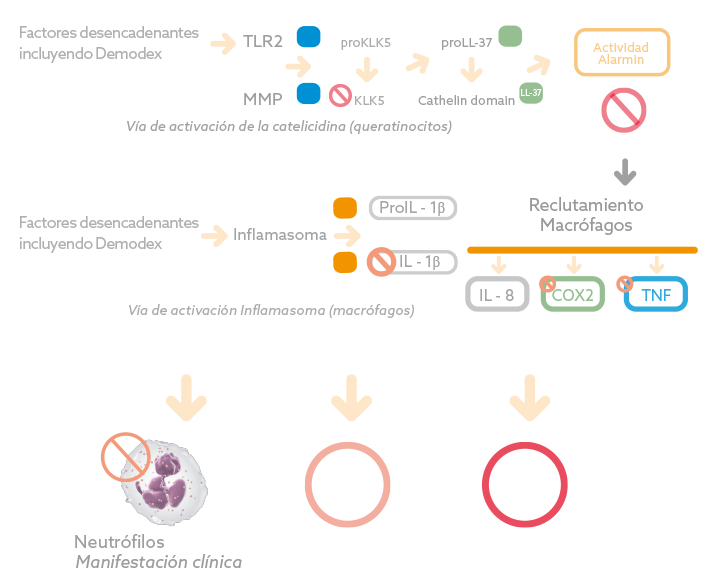 Factores desencadenantes
incluyendo Demodex
TLR2
proKLK5
proLL-37
Actividad
Alarmin
MMP
KLK5
Cathelin domain
LL-37
Vía de activación de la catelicidina (queratinocitos)
Reclutamiento
Macrófagos
ProIL - 1β
Factores desencadenantes
incluyendo Demodex
Inflamasoma
IL - 1β
IL - 8
COX2
TNF
Vía de activación Inflamasoma (macrófagos)
Neutrófilos
Manifestación clínica